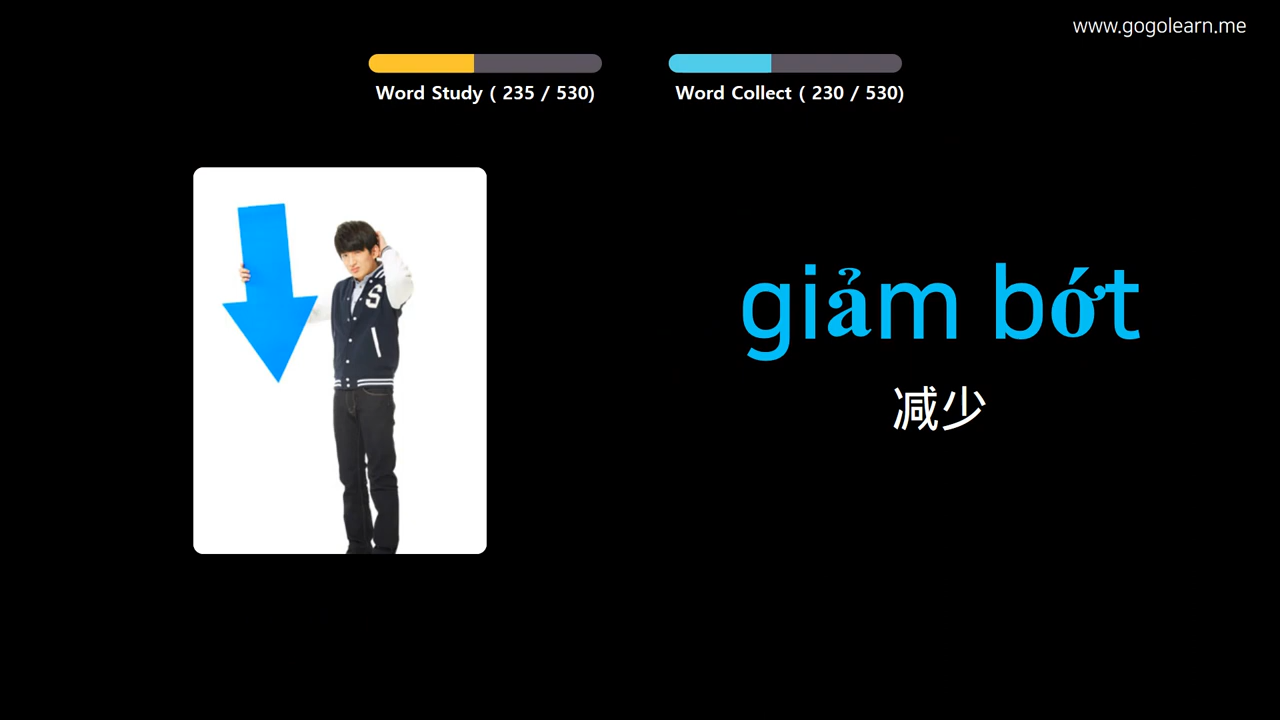 www.gogolearn.me
Word Study ( 235 / 530)
Word Collect ( 230 / 530)
S
giảm bớt
减少